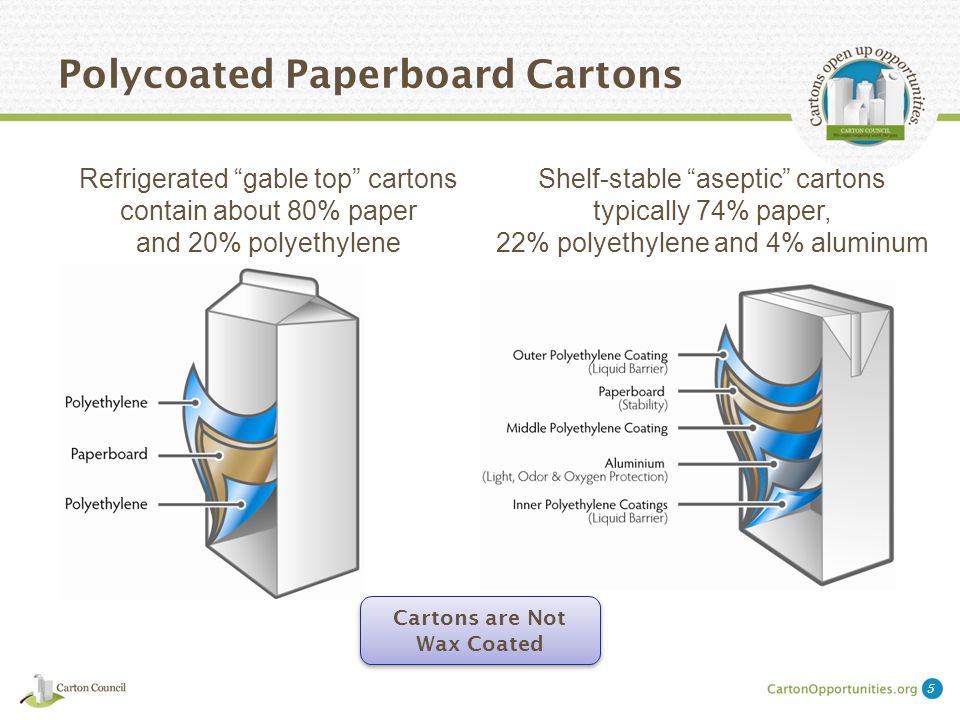 Polycoated Paperboard Cartons
Cartons open up opportunities.
CARTON COUNCIL
Refrigerated “gable top” cartons
contain about 80% paper
and 20% polyethylene
Shelf-stable “aseptic” cartons
typically 74% paper,
22% polyethylene and 4% aluminum
Polyethylene
Paperboard
Polyethylene
Outer Polyethylene Coating
(Liquid Barrier)
Paperboard
(Stability)
Middle Polyethylene Coating
Aluminium
(Light, Odor & Oxygen Protection)
Inner Polyethylene Coatings
(Liquid Barrier)
Cartons are Not
Wax Coated
Carton Council
CartonOpportunities.org 5